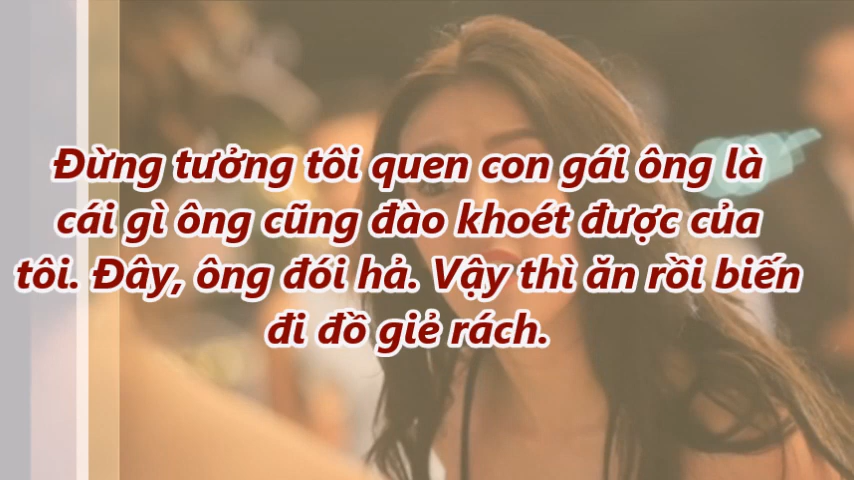 Đừng tưởng tôi quen con gái ông là
cái gì ông cũng đào khoét được của
tôi. Đây, ông đói hả. Vậy thì ăn rồi biến
đi đồ giẻ rách.